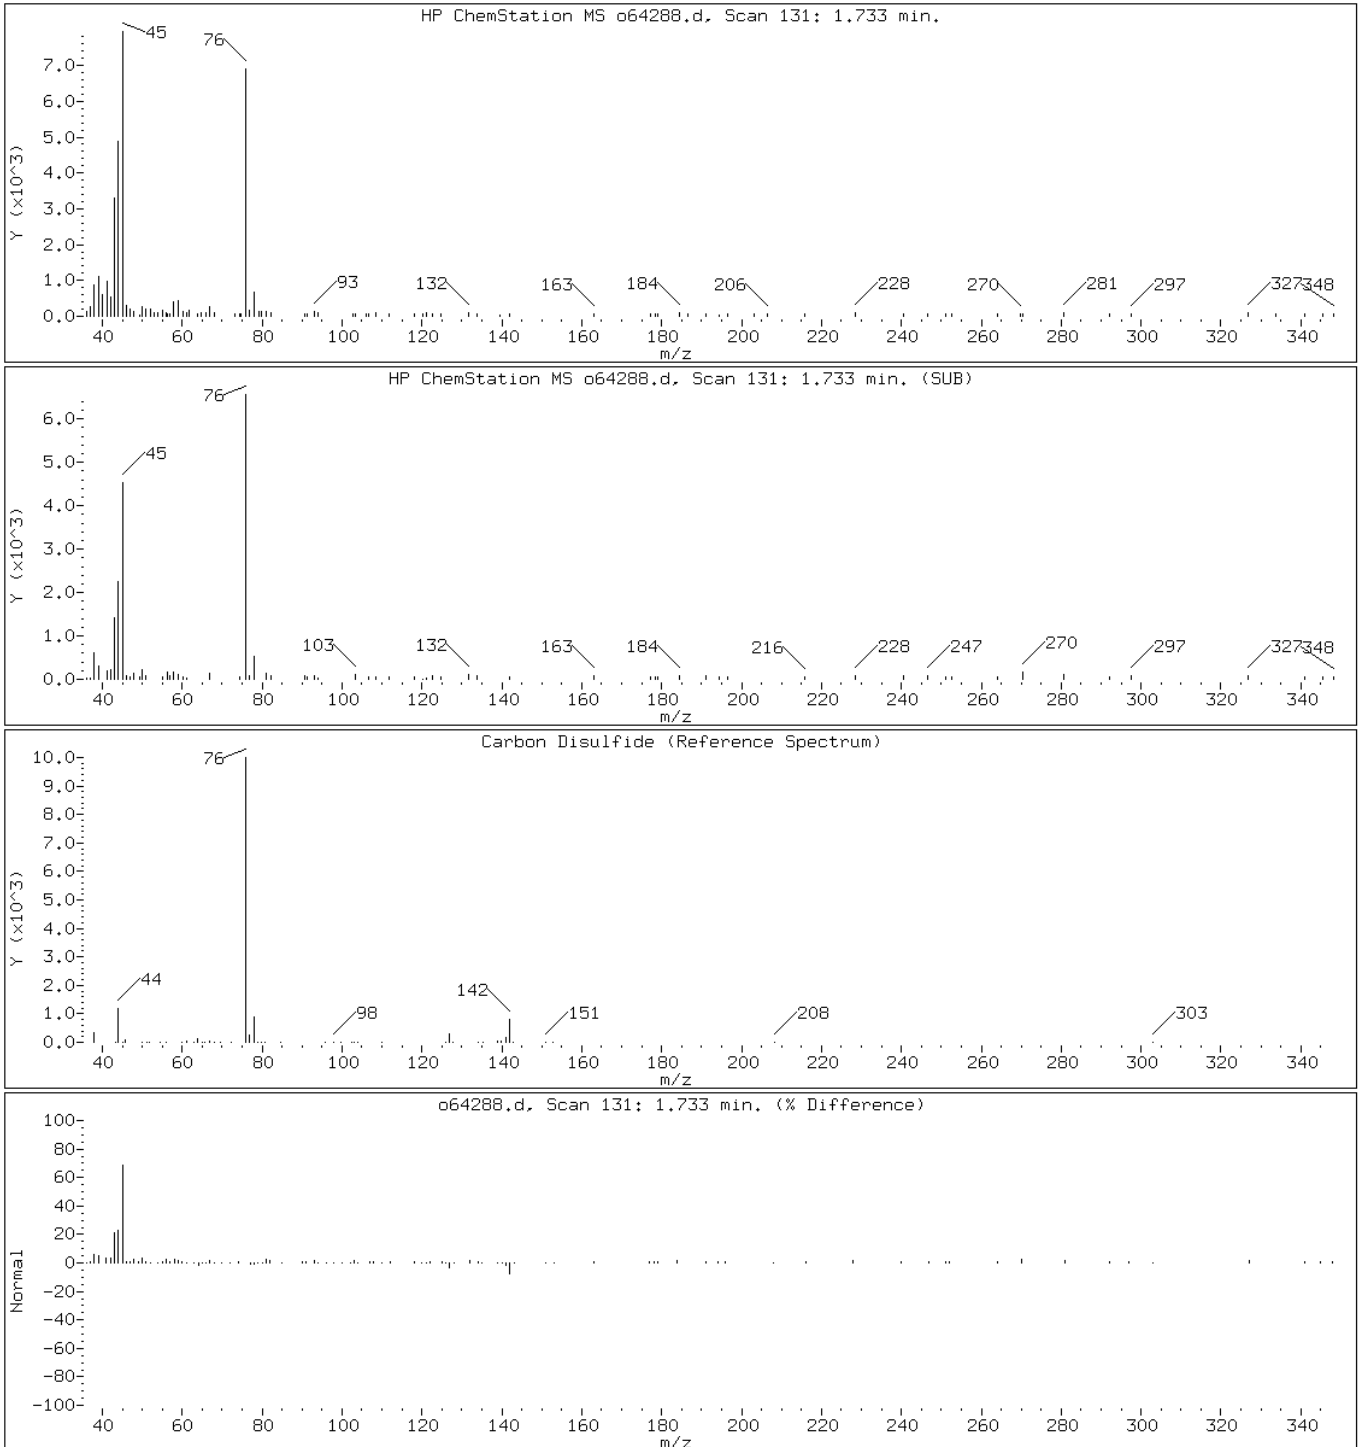 HP ChemStation MS o64288.d, Scan 131: 1.733 min.
45
76
7.0
6.0
5.0
4.0
3.0
2.0
1.0
0.0
Y (x10^3)
93 132 163 184 206 228 270 281 297 327 348
40 60 80 100 120 140 160 180 200 220 240 260 280 300 320 340
m/z
HP ChemStation MS o64288.d, Scan 131: 1.733 min. (SUB)
76
45
6.0
5.0
4.0
3.0
2.0
1.0
0.0
Y (x10^3)
103 132 163 184 216 228 247 270 297 327 348
40 60 80 100 120 140 160 180 200 220 240 260 280 300 320 340
m/z
Carbon Disulfide (Reference Spectrum)
76
10.0
9.0
8.0
7.0
6.0
5.0
4.0
3.0
2.0
1.0
0.0
Y (x10^3)
44 98 142 151 208 303
40 60 80 100 120 140 160 180 200 220 240 260 280 300 320 340
m/z
o64288.d, Scan 131: 1.733 min. (% Difference)
100
80
60
40
20
0
-20
-40
-60
-80
-100
Normal
40 60 80 100 120 140 160 180 200 220 240 260 280 300 320 340
m/z